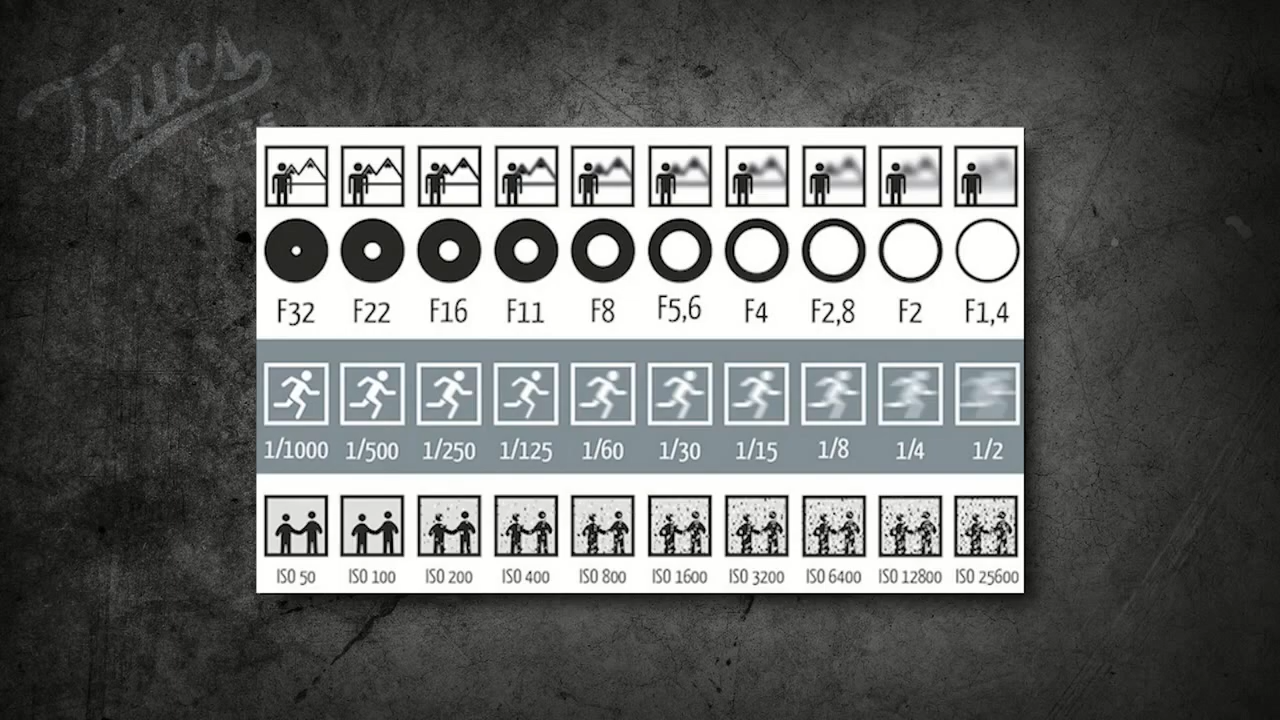 Trucs
F32 F22 F16 F11 F8 F5,6 F4 F2,8 F2 F1,4
1/1000 1/500 1/250 1/125 1/60 1/30 1/15 1/8 1/4 1/2
ISO 50 ISO 100 ISO 200 ISO 400 ISO 800 ISO 1600 ISO 3200 ISO 6400 ISO 12800 ISO 25600